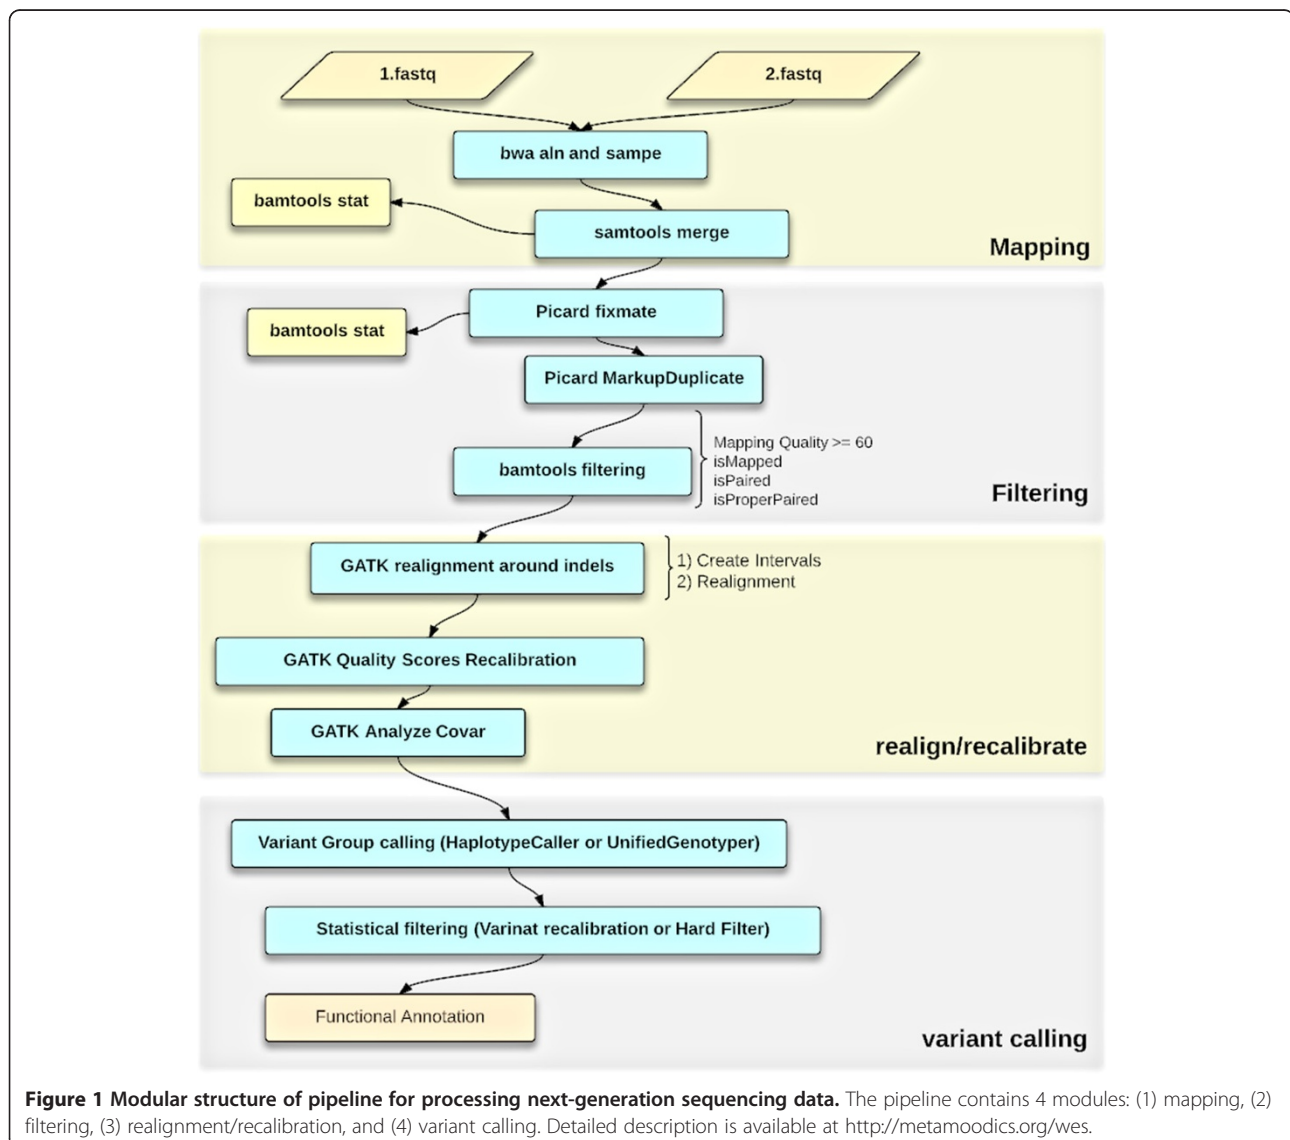 1.fastq
2.fastq
bwa aln and sampe
bamtools stat
samtools merge
Mapping
Picard fixmate
bamtools stat
Picard MarkupDuplicate
Mapping Quality >= 60
isMapped
isPaired
isProperPaired
bamtools filtering
Filtering
GATK realignment around indels
1) Create Intervals
2) Realignment
GATK Quality Scores Recalibration
GATK Analyze Covar
realign/recalibrate
Variant Group calling (HaplotypeCaller or UnifiedGenotyper)
Statistical filtering (Varinat recalibration or Hard Filter)
Functional Annotation
variant calling
Figure 1 Modular structure of pipeline for processing next-generation sequencing data. The pipeline contains 4 modules: (1) mapping, (2)
filtering, (3) realignment/recalibration, and (4) variant calling. Detailed description is available at http://metamoodics.org/wes.